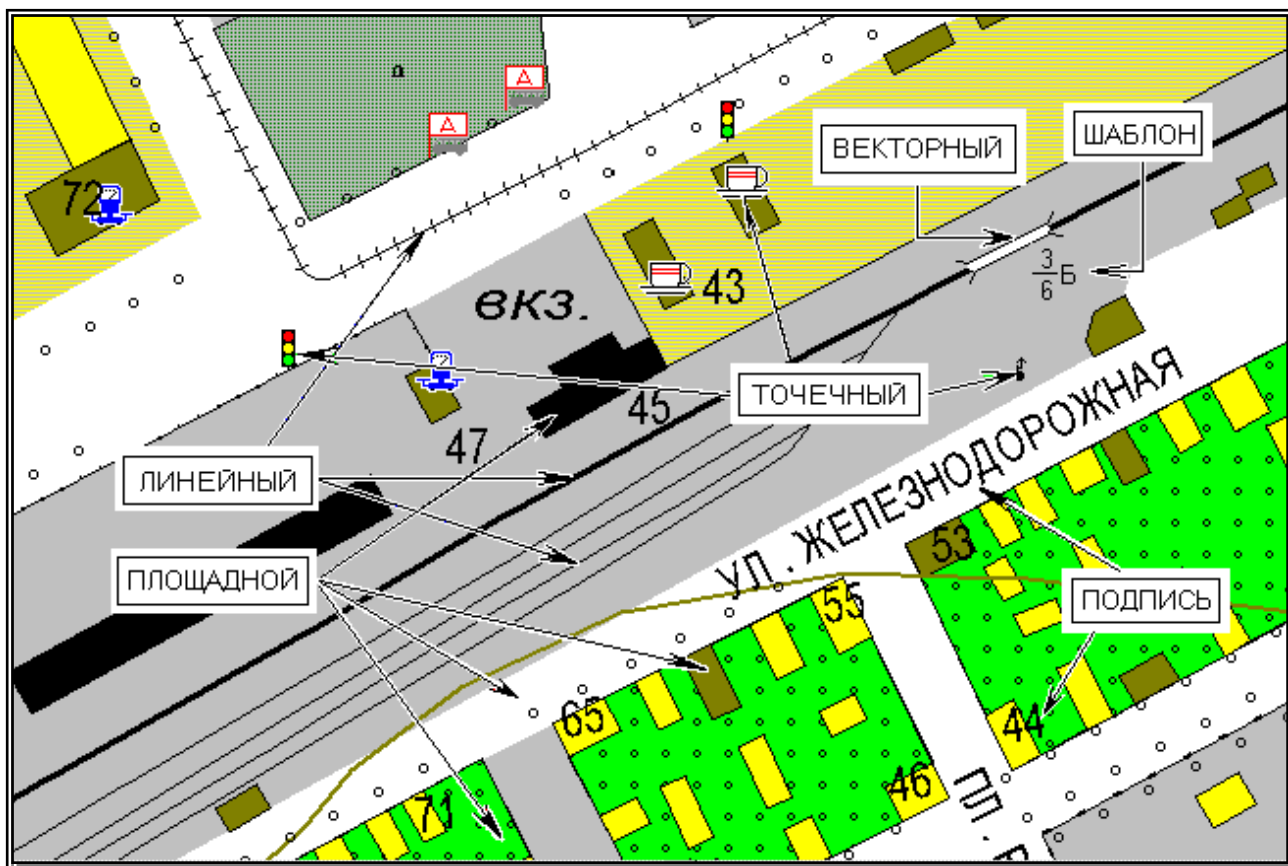 А
А
ВЕКТОРНЫЙ
ШАБЛОН
72
3
6 Б
43
вкз.
ТОЧЕЧНЫЙ
45
47
ЛИНЕЙНЫЙ
УЛ. ЖЕЛЕЗНОДОРОЖНАЯ
53
ПЛОЩАДНОЙ
55
ПОДПИСЬ
65
44
46
71
ПЛ.